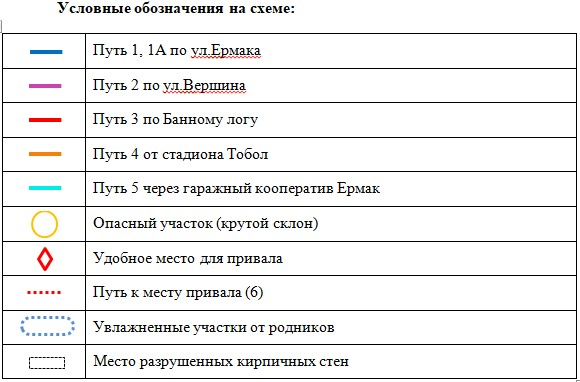 Условные обозначения на схеме:
Путь 1, 1А по ул.Ермака
Путь 2 по ул.Вершина
Путь 3 по Банному логу
Путь 4 от стадиона Тобол
Путь 5 через гаражный кооператив Ермак
Опасный участок (крутой склон)
Удобное место для привала
Путь к месту привала (6)
Увлажненные участки от родников
Место разрушенных кирпичных стен